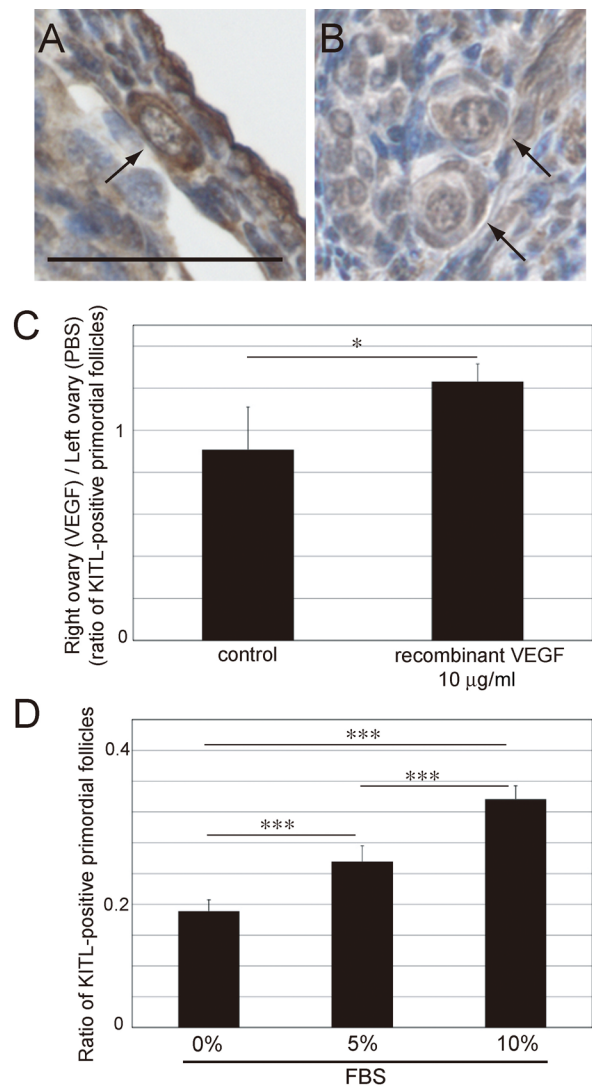 A
B
C
Right ovary (VEGF) / Left ovary (PBS)
(ratio of KITL-positive primordial follicles)
*
1
0
control
recombinant VEGF
10 µg/ml
D
Ratio of KITL-positive primordial follicles
***
0.4
***
***
0.2
0
0%
5%
10%
FBS